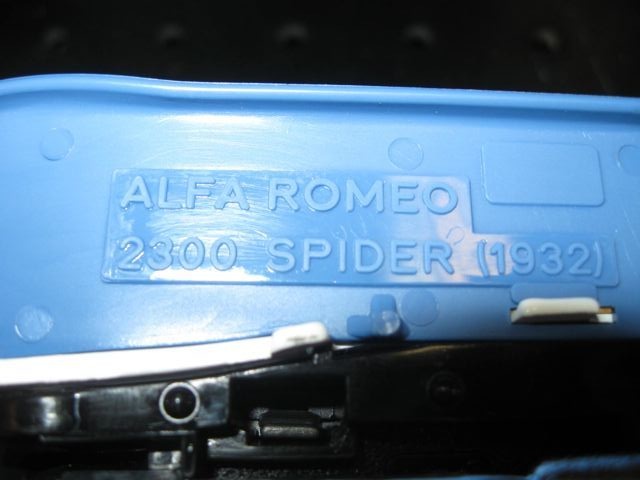 ALFA ROMEO
2300 SPIDER (1932)